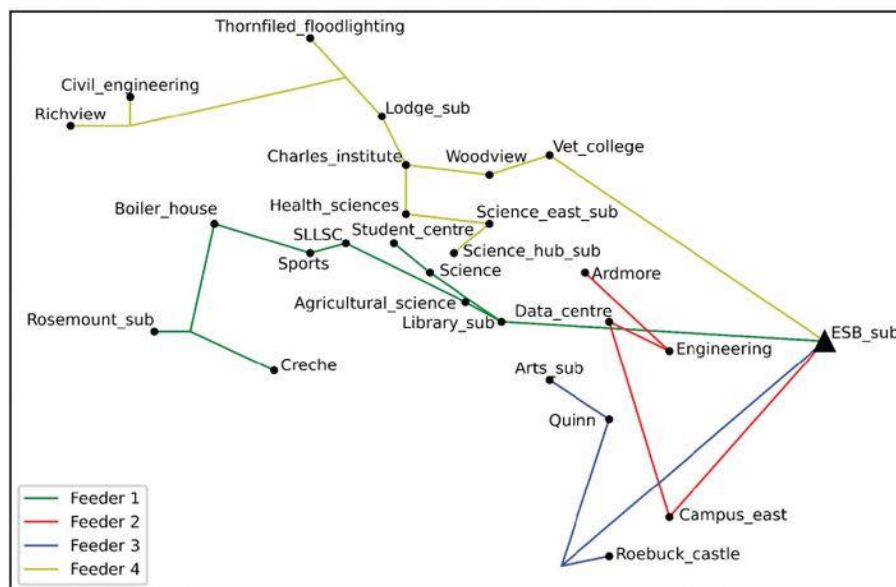 Thornfiled_floodlighting
Civil_engineering
Richview
Lodge_sub
Charles_institute
Woodview
Vet_college
Boiler_house
Health_sciences
Science_east_sub
SLLSC
Student_centre
Sports
Science_hub_sub
Science
Ardmore
Agricultural_science
Data_centre
Rosemount_sub
Library_sub
ESB_sub
Engineering
Creche
Arts_sub
Quinn
Campus_east
Roebuck_castle
Feeder 1
Feeder 2
Feeder 3
Feeder 4